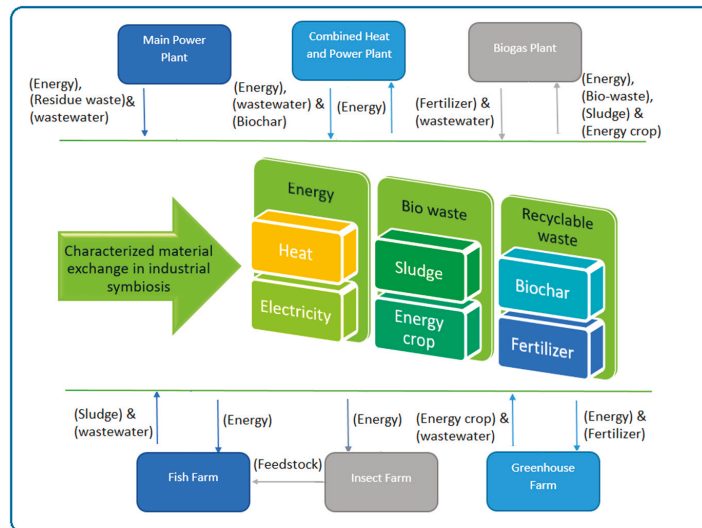 Main Power
Plant
Combined Heat
and Power Plant
Biogas Plant
(Energy),
(Residue waste)&
(wastewater)
(Energy),
(wastewater) &
(Biochar)
(Energy)
(Fertilizer) &
(wastewater)
(Energy),
(Bio-waste),
(Sludge) &
(Energy crop)
Characterized material
exchange in industrial
symbiosis
Energy
Heat
Electricity
Bio waste
Sludge
Energy
crop
Recyclable
waste
Biochar
Fertilizer
(Sludge) &
(wastewater)
(Energy)
(Energy)
(Energy crop) &
(wastewater)
(Energy) &
(Fertilizer)
Fish Farm
(Feedstock)
Insect Farm
Greenhouse
Farm